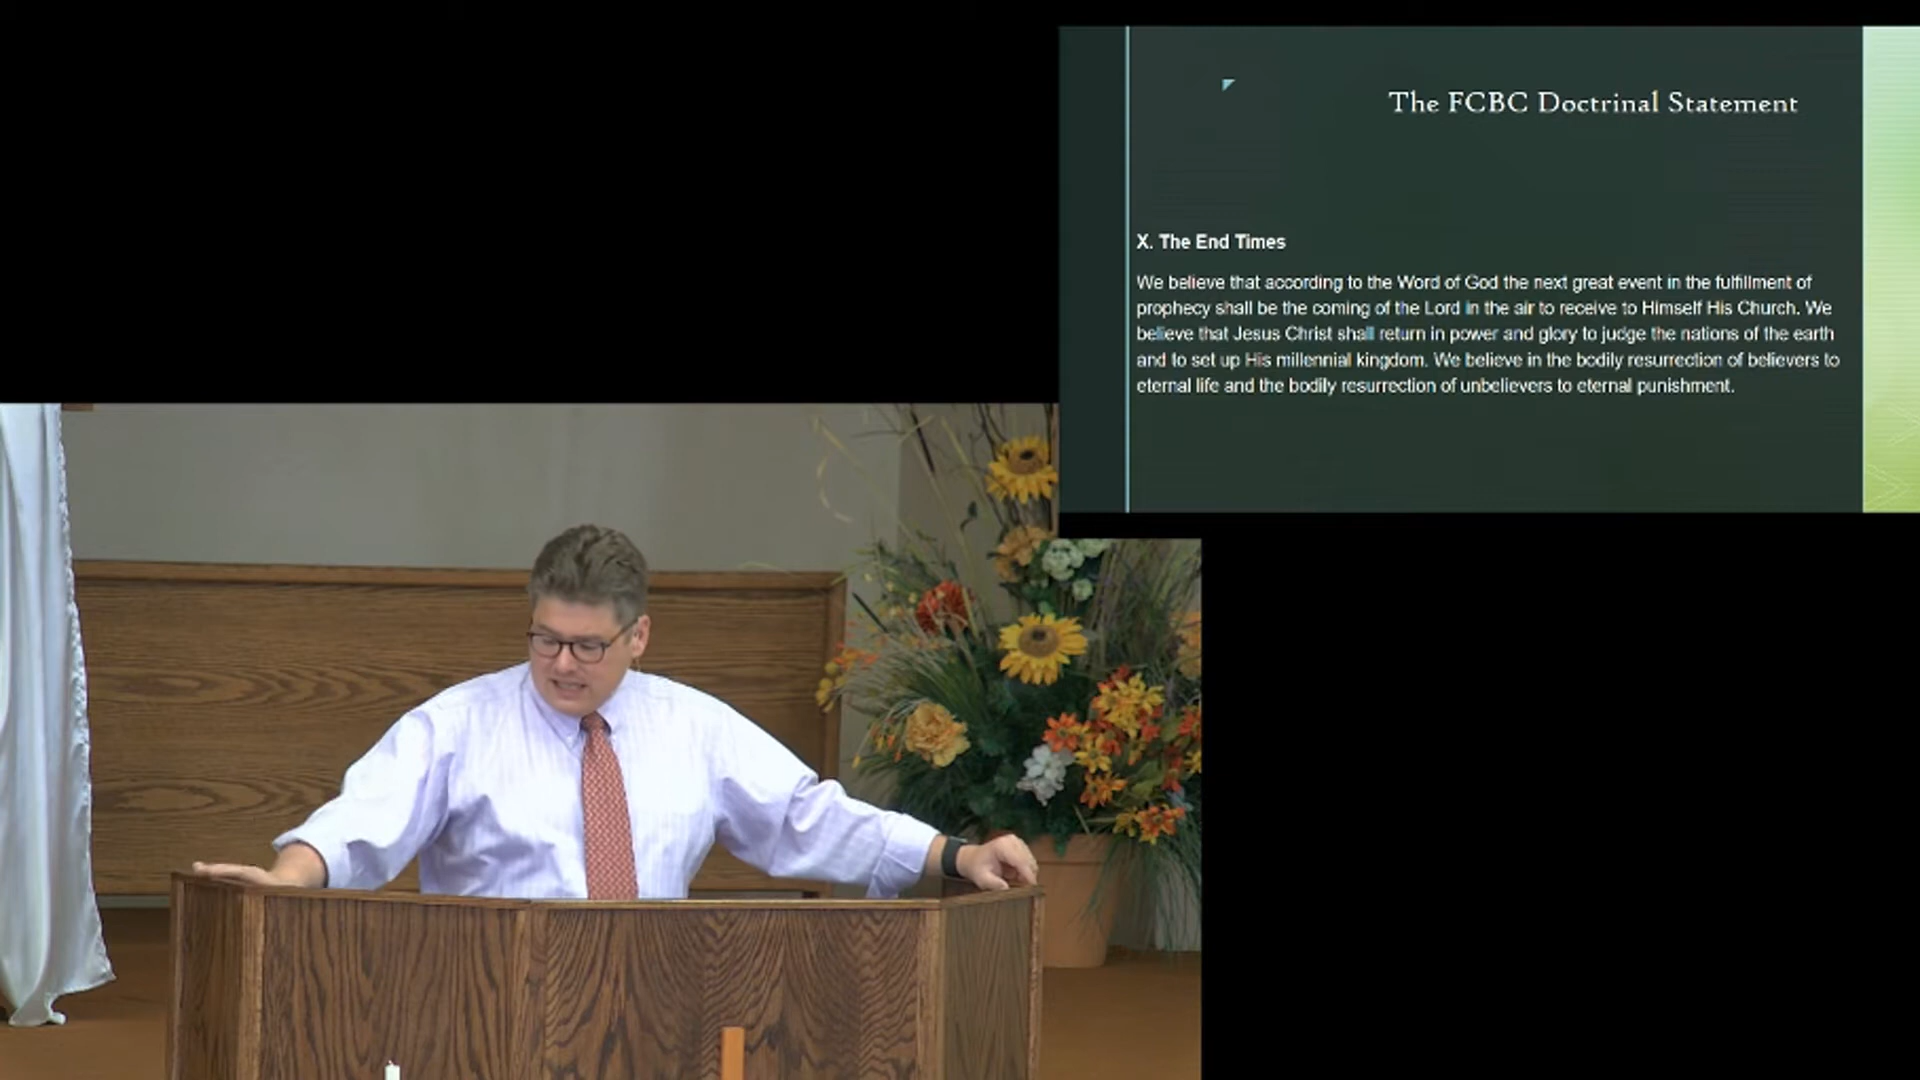 The FCBC Doctrinal Statement
X. The End Times
We believe that according to the Word of God the next great event in the fulfillment of
prophecy shall be the coming of the Lord in the air to receive to Himself His Church. We
believe that Jesus Christ shall return in power and glory to judge the nations of the earth
and to set up His millennial kingdom. We believe in the bodily resurrection of believers to
eternal life and the bodily resurrection of unbelievers to eternal punishment.